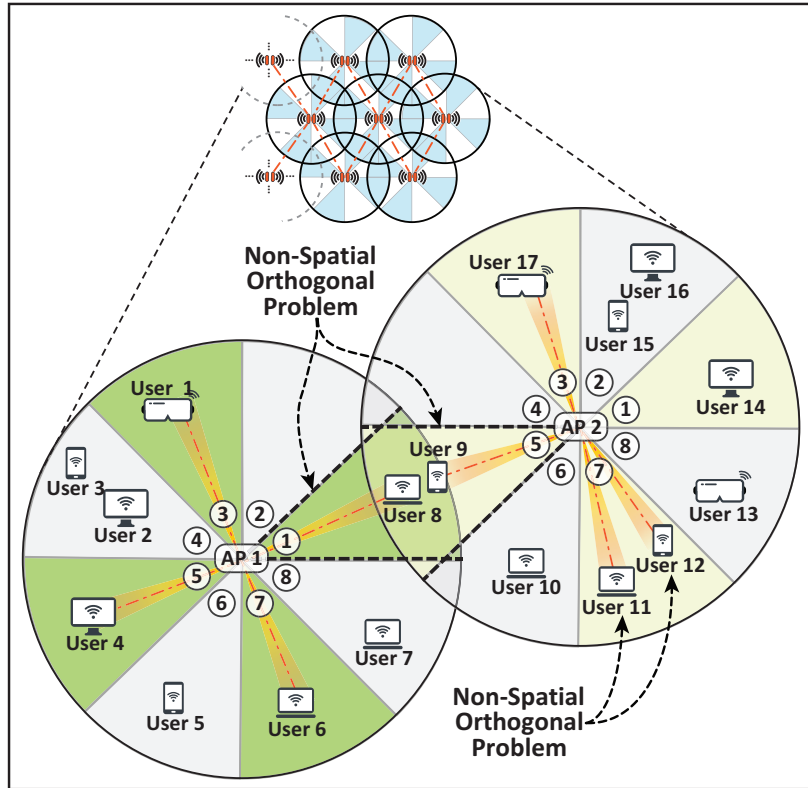 Non-Spatial
Orthogonal
Problem
User 17
User 16
User 15
User 14
3
2
1
4
AP 2
5
8
6
7
User 1
User 9
User 3
User 2
User 8
User 13
User 12
3
2
4
1
AP 1
5
8
6
7
User 10
User 11
User 4
User 7
User 5
User 6
Non-Spatial
Orthogonal
Problem